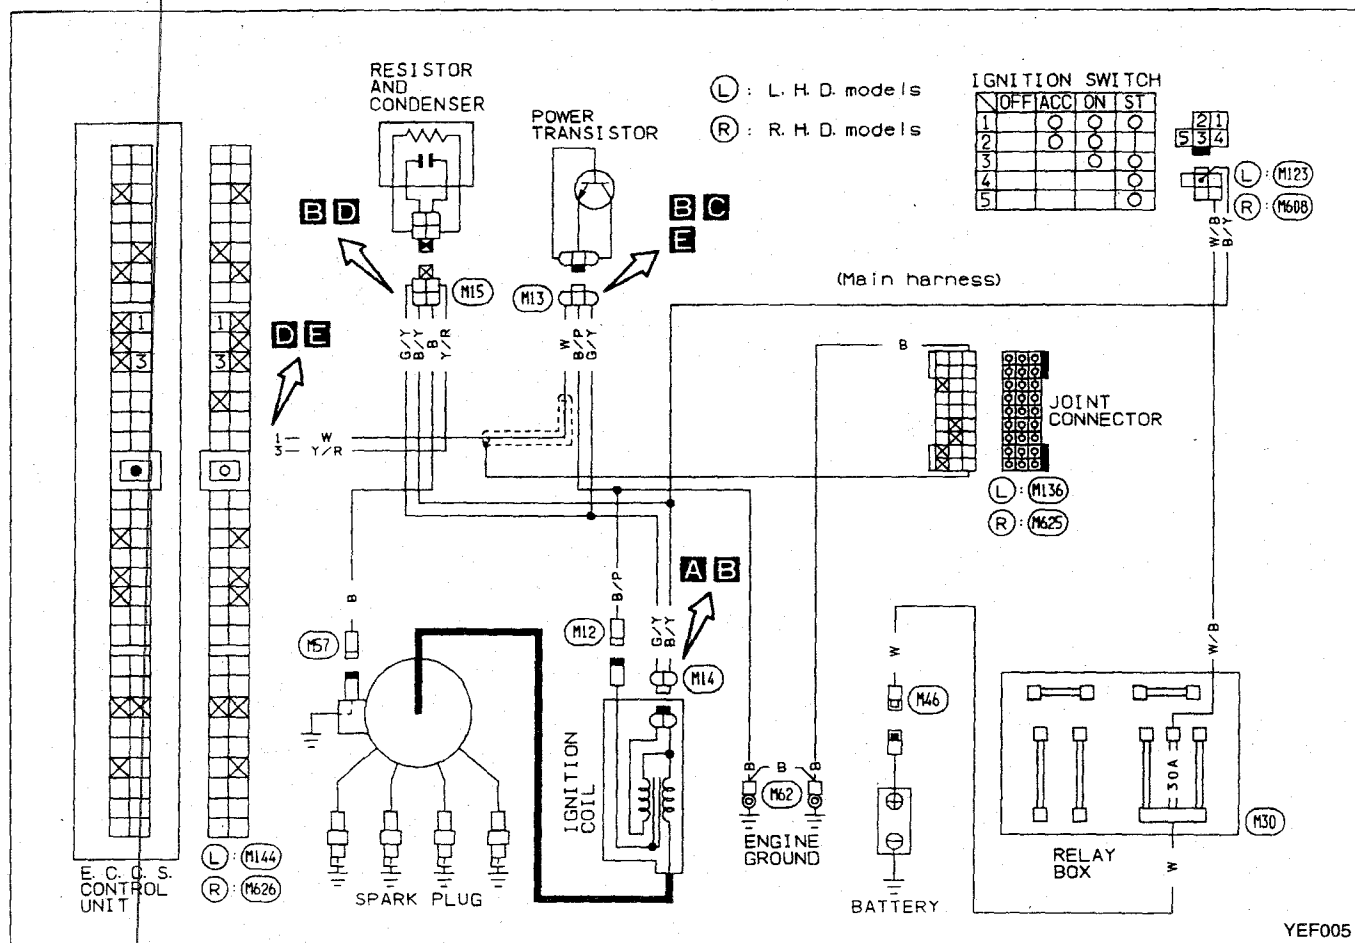 RESISTOR
AND
CONDENSER
POWER
TRANSISTOR
L : L. H. D. models
R : R. H. D. models
IGNITION SWITCH
OFF ACC ON ST
1
2
3
4
5
2 1
5 3 4
L : M123
R : M608
W/B
B/Y
B D
B C
E
M15
M13
(Main harness)
G/Y
B/Y
B
Y/R
W
B/P
G/Y
B
1
3
1
3
D E
1 W
3 Y/R
JOINT
CONNECTOR
L : M136
R : M625
A B
B
B/P
G/Y
B/Y
W/B
M57
M12
M14
W
M46
IGNITION
COIL
B B B
M62
30A
M30
ENGINE
GROUND
RELAY
BOX
W
E. C. C. S.
CONTROL
UNIT
L : M144
R : M626
SPARK PLUG
BATTERY
YEF005